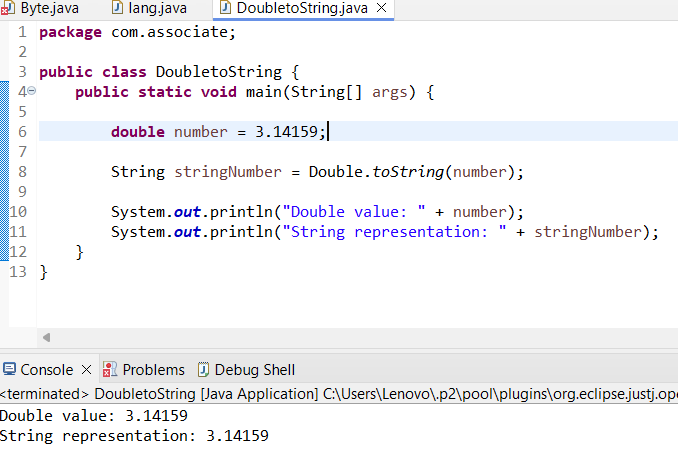 Byte.java lang.java DoubletoString.java
1 package com.associate;
2
3 public class DoubletoString {
4 public static void main(String[] args) {
5
6 double number = 3.14159;
7
8 String stringNumber = Double.toString(number);
9
10 System.out.println("Double value: " + number);
11 System.out.println("String representation: " + stringNumber);
12 }
13 }
Console Problems Debug Shell
<terminated> DoubletoString [Java Application] C:\Users\Lenovo\.p2\pool\plugins\org.eclipse.justj.ope
Double value: 3.14159
String representation: 3.14159